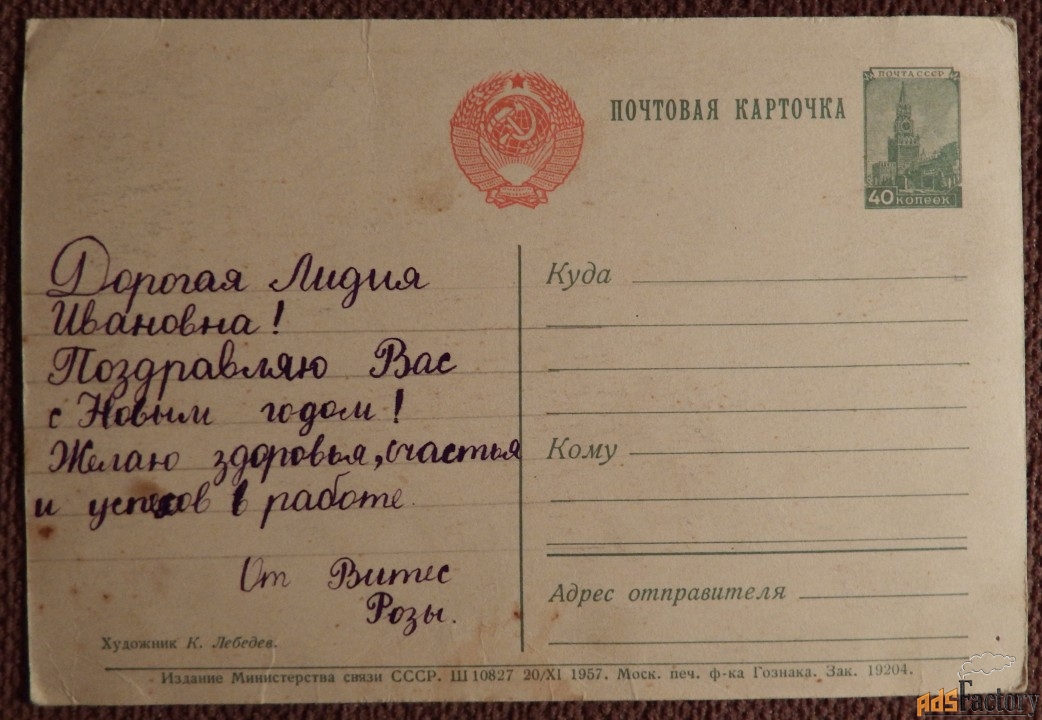 ПОЧТА СССР
ПОЧТОВАЯ КАРТОЧКА
40 КОПЕЕК
Дорогая Лидия
Ивановна!
Поздравляю Вас
с Новым годом!
Желаю здоровья, счастья
и успехов в работе.
От Витес
Розы.
Куда
Кому
Адрес отправителя
Художник К. Лебедев.
Издание Министерства связи СССР. Ш 10827 20/XI 1957. Моск. печ. ф-ка Гознака. Зак. 19204.
AdsFactory